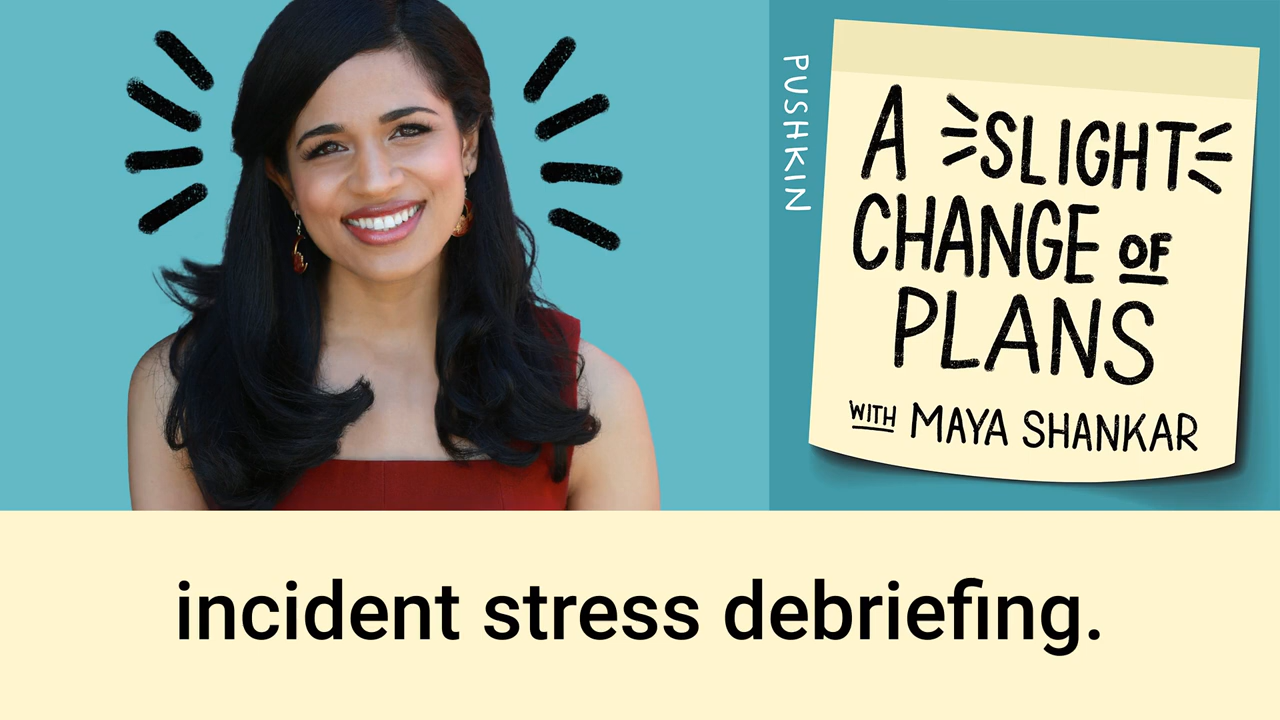 PUSHKIN
A SLIGHT
CHANGE OF
PLANS
WITH MAYA SHANKAR
incident stress debriefing.